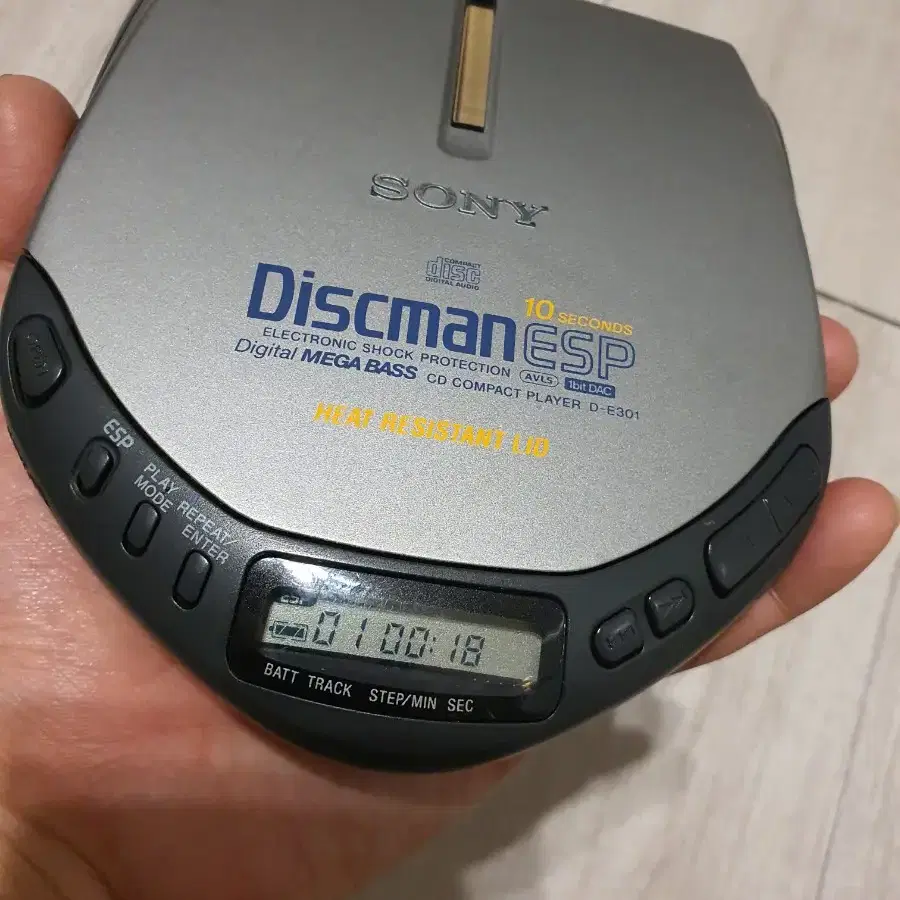 SONY
COMPACT
disc
DIGITAL AUDIO
Discman
10 SECONDS
ESP
ELECTRONIC SHOCK PROTECTION
AVLS 1bit DAC
Digital MEGA BASS
CD COMPACT PLAYER D-E301
HEAT RESISTANT LID
ESP
PLAY
MODE
REPEAT/
ENTER
01 00:18
BATT TRACK STEP/MIN SEC